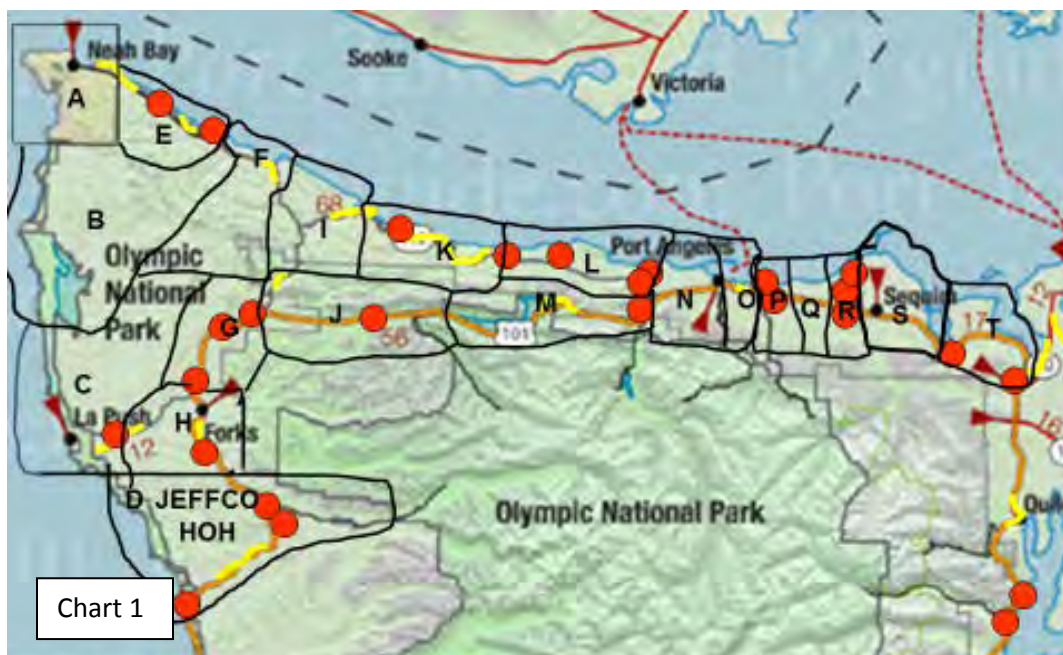 Neah Bay
A
Sooke
Victoria
E
F
B
68
I
Olympic
National
Park
K
L
Port Angeles
M
N
O
P
Q
R
Sequim
S
17
T
G
J
56
101
C
La Push
12
H
Forks
16
D JEFFCO
HOH
Olympic National Park
Chart 1